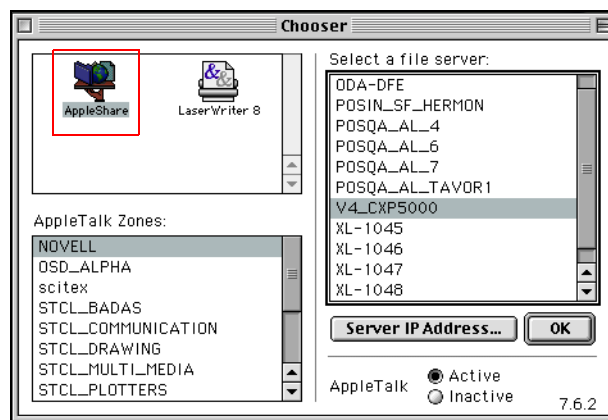 Chooser
AppleShare
LaserWriter 8
AppleTalk Zones:
NOVELL
OSD_ALPHA
scitex
STCL_BADAS
STCL_COMMUNICATION
STCL_DRAWING
STCL_MULTI_MEDIA
STCL_PLOTTERS
Select a file server:
ODA-DFE
POSIN_SF_HERMON
POSQA_AL_4
POSQA_AL_6
POSQA_AL_7
POSQA_AL_TAVOR1
V4_CXP5000
XL-1045
XL-1046
XL-1047
XL-1048
Server IP Address...
OK
AppleTalk
Active
Inactive
7.6.2